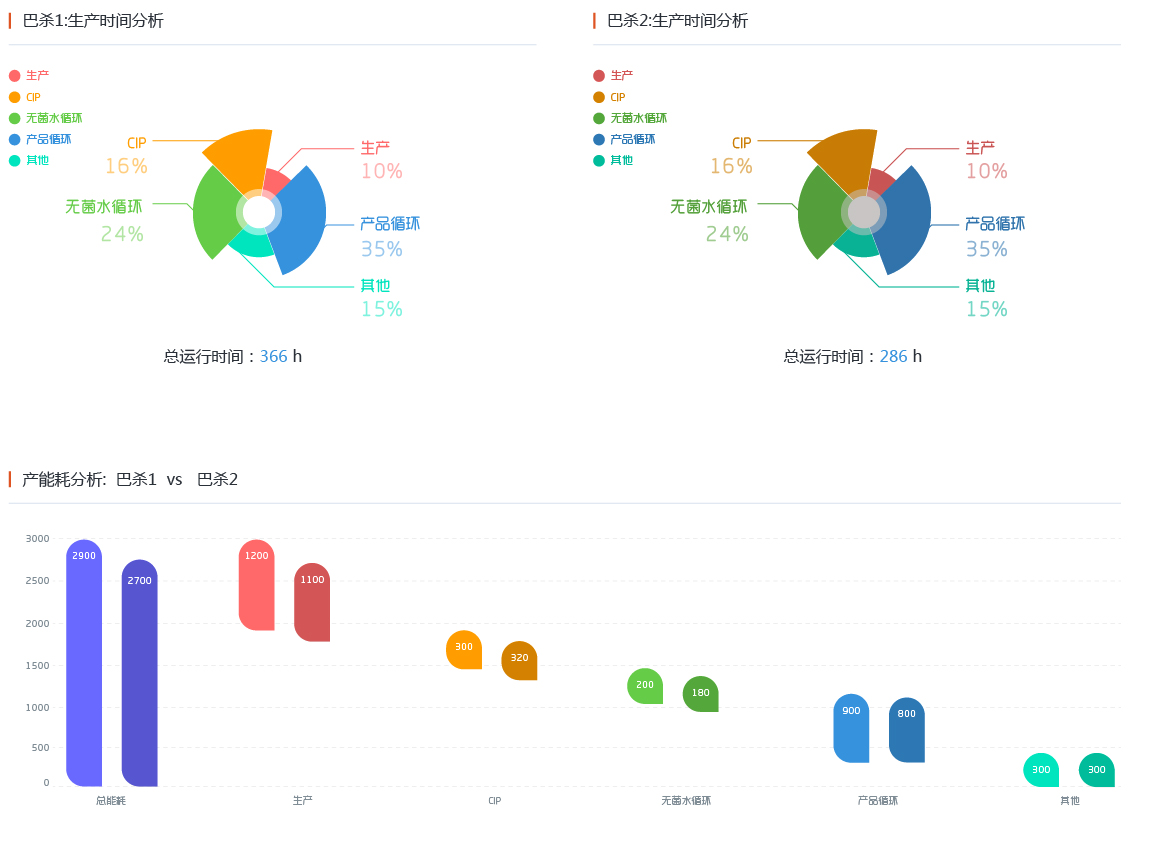 巴杀1:生产时间分析
生产
CIP
无菌水循环
产品循环
其他
CIP
16%
生产
10%
无菌水循环
24%
产品循环
35%
其他
15%
总运行时间：366 h
巴杀2:生产时间分析
生产
CIP
无菌水循环
产品循环
其他
CIP
16%
生产
10%
无菌水循环
24%
产品循环
35%
其他
15%
总运行时间：286 h
产能耗分析: 巴杀1 vs 巴杀2
3000
2500
2000
1500
1000
500
0
2900
2700
1200
1100
300
320
200
180
900
800
300
300
总能耗
生产
CIP
无菌水循环
产品循环
其他